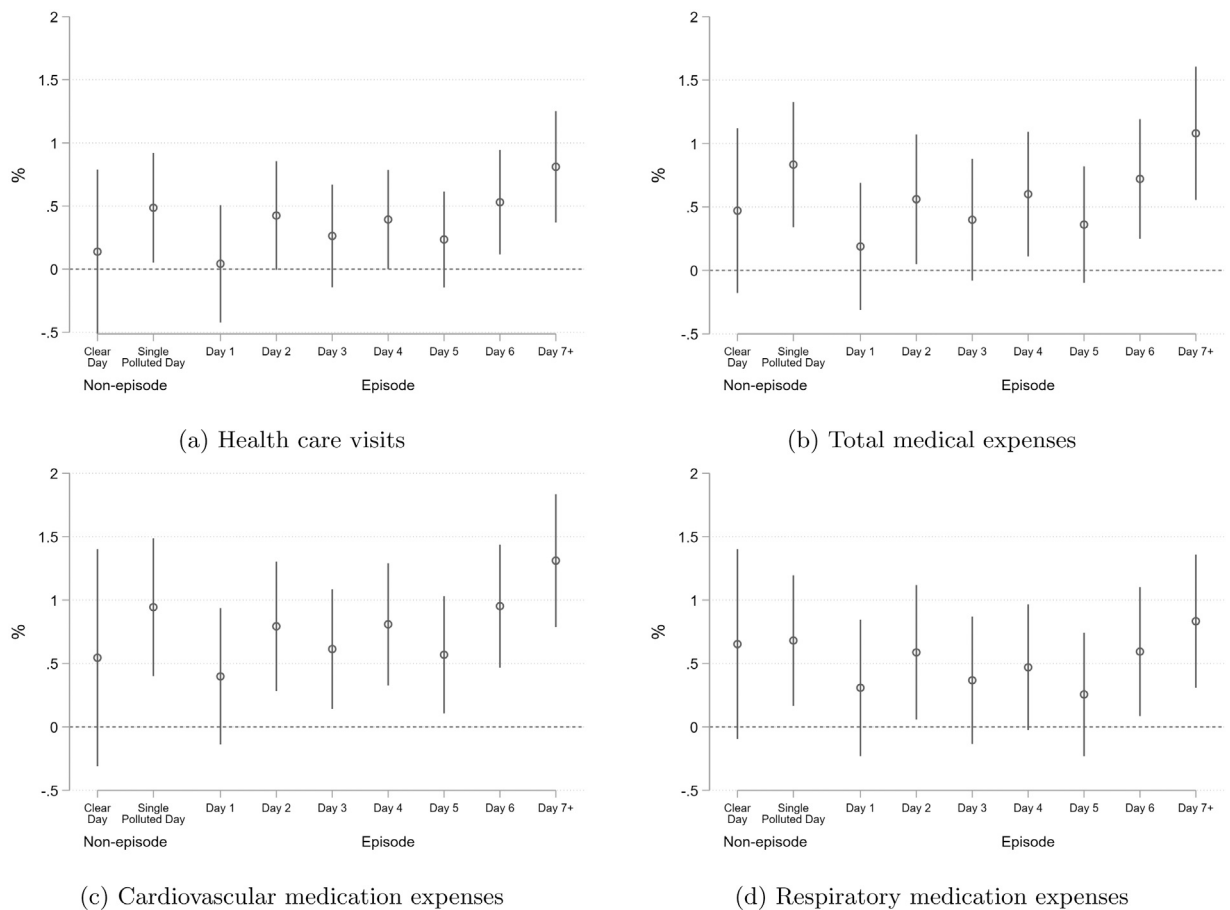 2
1.5
1
.5
0
-.5
%
Clear Day
Single Polluted Day
Day 1
Day 2
Day 3
Day 4
Day 5
Day 6
Day 7+
Non-episode
Episode
(a) Health care visits
2
1.5
1
.5
0
-.5
%
Clear Day
Single Polluted Day
Day 1
Day 2
Day 3
Day 4
Day 5
Day 6
Day 7+
Non-episode
Episode
(b) Total medical expenses
2
1.5
1
.5
0
-.5
%
Clear Day
Single Polluted Day
Day 1
Day 2
Day 3
Day 4
Day 5
Day 6
Day 7+
Non-episode
Episode
(c) Cardiovascular medication expenses
2
1.5
1
.5
0
-.5
%
Clear Day
Single Polluted Day
Day 1
Day 2
Day 3
Day 4
Day 5
Day 6
Day 7+
Non-episode
Episode
(d) Respiratory medication expenses